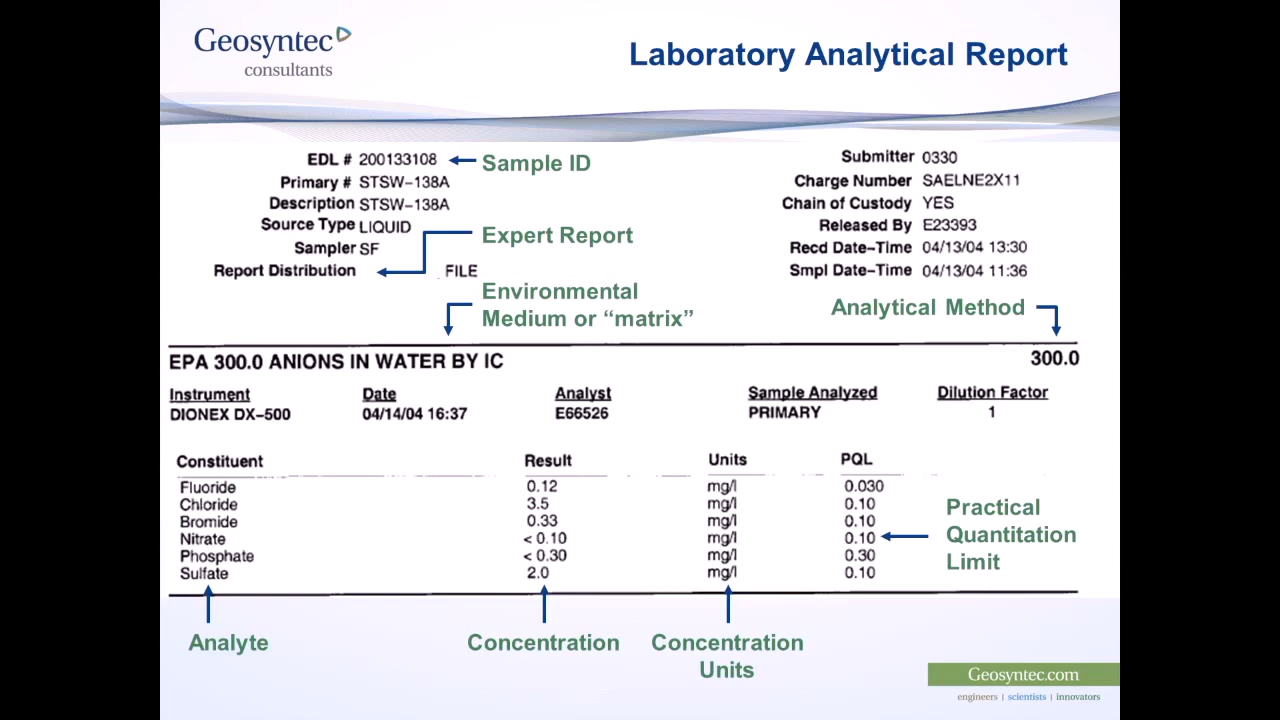 Geosyntec
consultants
Laboratory Analytical Report
EDL # 200133108
Sample ID
Primary # STSW-138A
Description STSW-138A
Source Type LIQUID
Sampler SF
Expert Report
Report Distribution FILE
Submitter 0330
Charge Number SAELNE2X11
Chain of Custody YES
Released By E23393
Recd Date-Time 04/13/04 13:30
Smpl Date-Time 04/13/04 11:36
Environmental
Medium or “matrix”
Analytical Method
EPA 300.0 ANIONS IN WATER BY IC 300.0
Instrument Date Analyst Sample Analyzed Dilution Factor
DIONEX DX-500 04/14/04 16:37 E66526 PRIMARY 1
Constituent Result Units PQL
Fluoride 0.12 mg/l 0.030
Chloride 3.5 mg/l 0.10
Bromide 0.33 mg/l 0.10
Nitrate < 0.10 mg/l 0.10
Phosphate < 0.30 mg/l 0.30
Sulfate 2.0 mg/l 0.10
Practical
Quantitation
Limit
Analyte
Concentration
Concentration
Units
Geosyntec.com
engineers | scientists | innovators